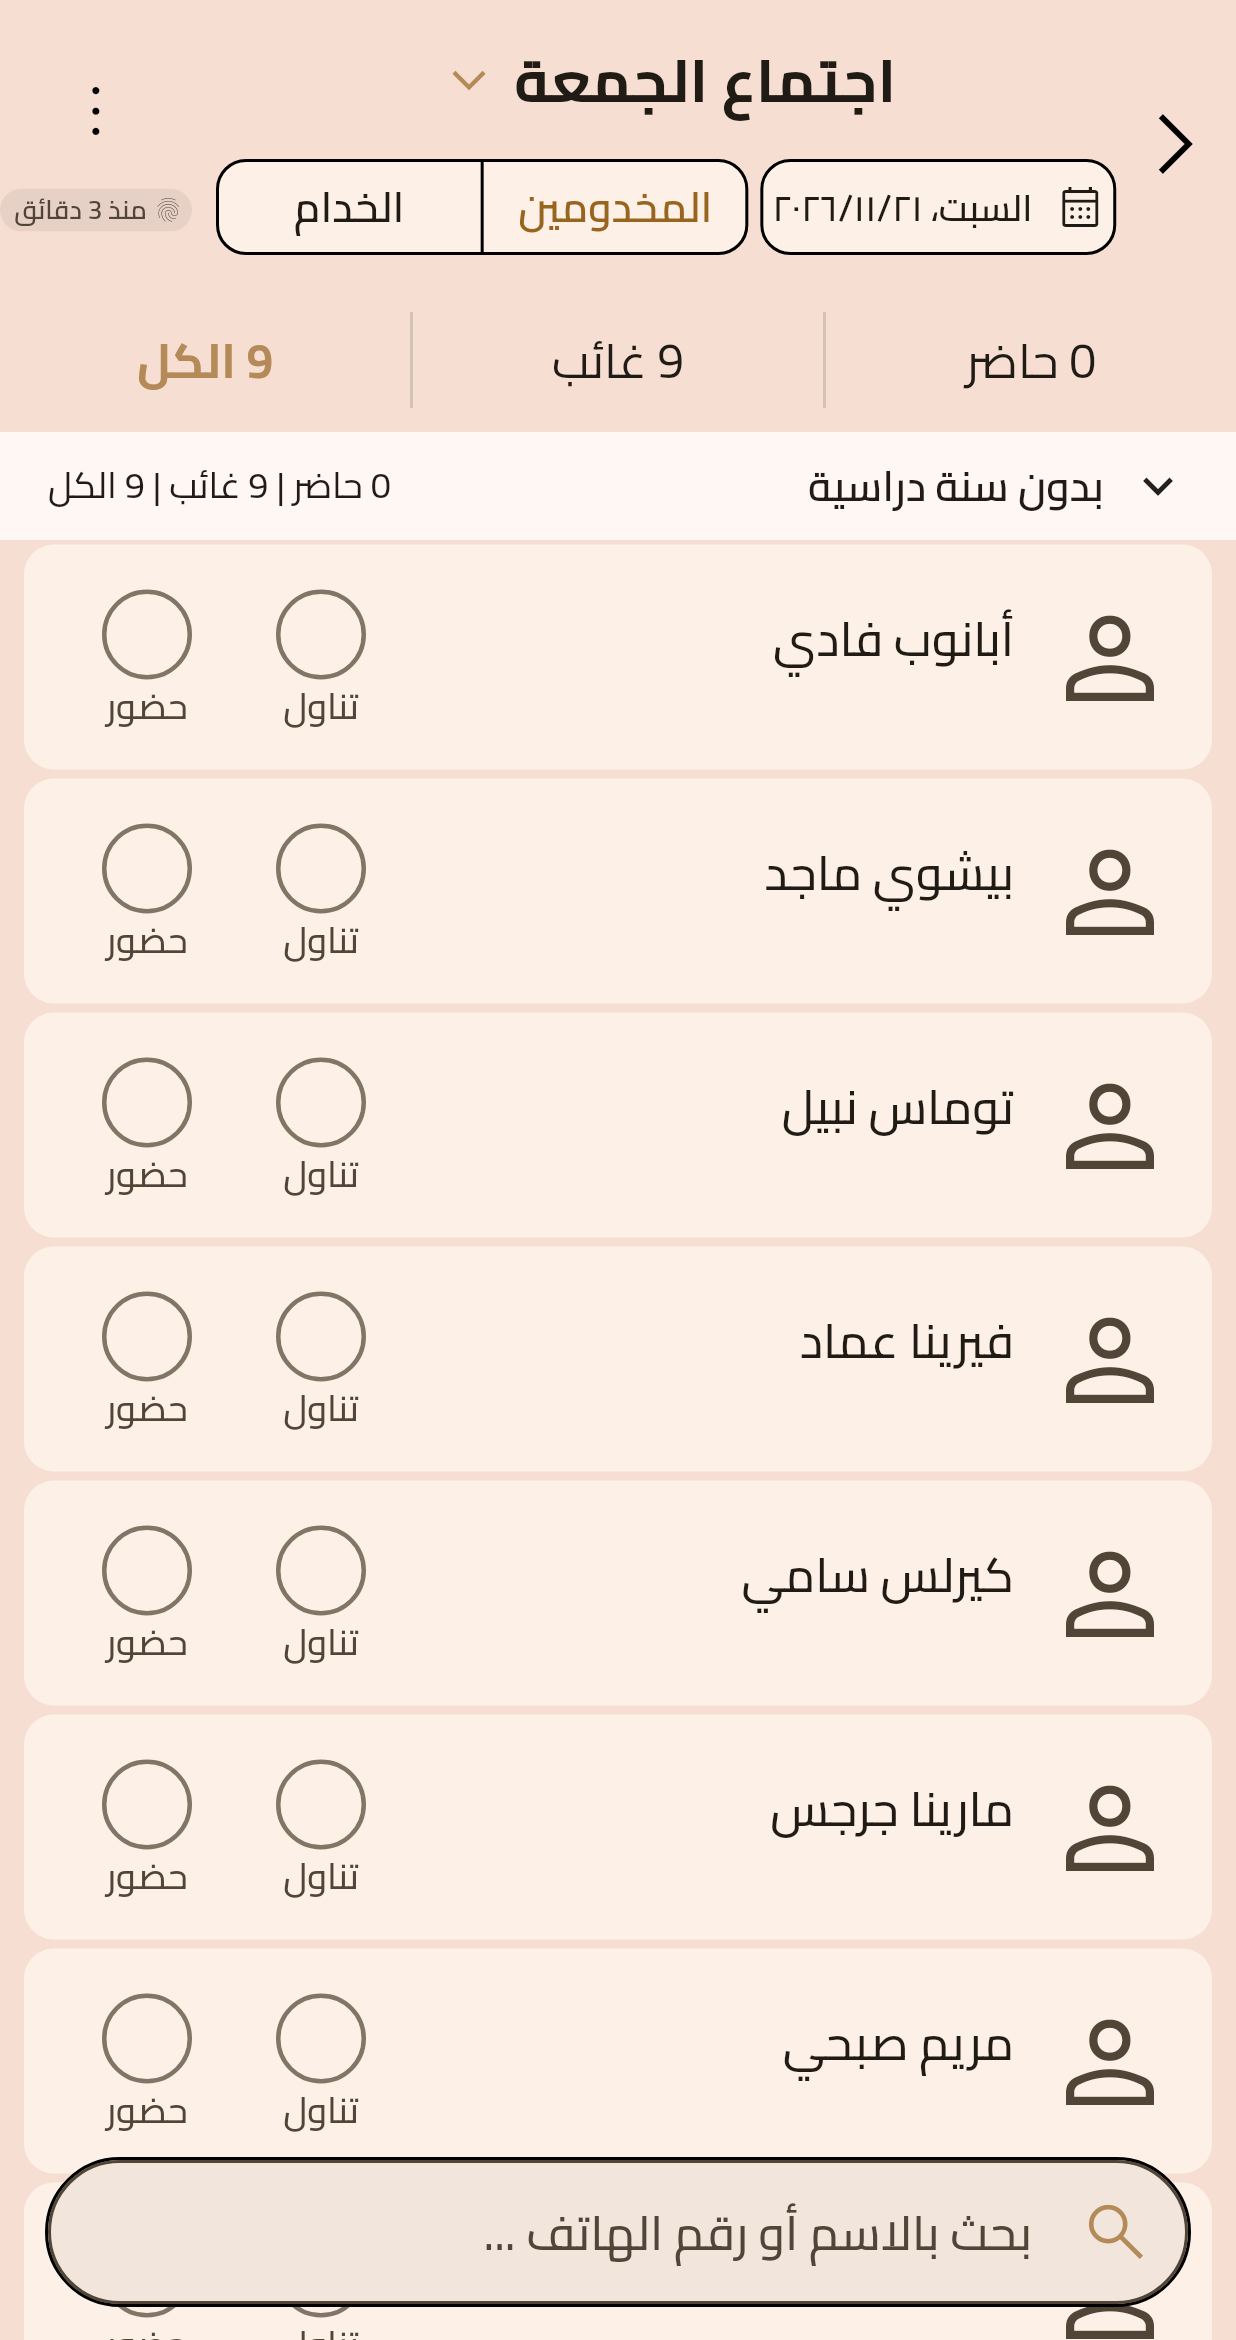 اجتماع الجمعة
السبت، ٢٠٢٦/١١/٢١
المخدومين
الخدام
منذ 3 دقائق
0 حاضر
9 غائب
9 الكل
بدون سنة دراسية
0 حاضر | 9 غائب | 9 الكل
أبانوب فادي
تناول
حضور
بيشوي ماجد
تناول
حضور
توماس نبيل
تناول
حضور
فيرينا عماد
تناول
حضور
كيرلس سامي
تناول
حضور
مارينا جرجس
تناول
حضور
مريم صبحي
تناول
حضور
بحث بالاسم أو رقم الهاتف ...
تناول
حضور